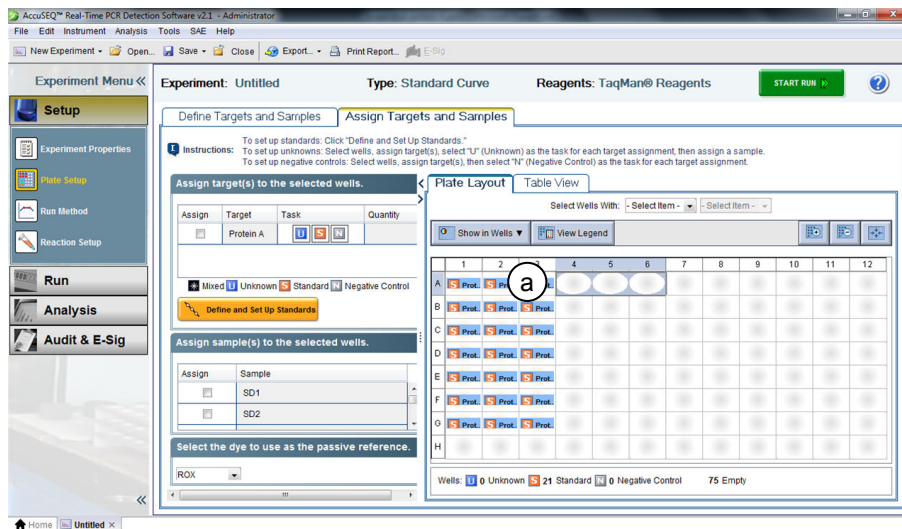 AccuSEQ™ Real-Time PCR Detection Software v2.1 - Administrator
File Edit Instrument Analysis Tools SAE Help
New Experiment Open... Save Close Export... Print Report... E-Sig
Experiment Menu «
Experiment: Untitled Type: Standard Curve Reagents: TaqMan® Reagents START RUN ?
Setup
Experiment Properties
Plate Setup
Run Method
Reaction Setup
Run
Analysis
Audit & E-Sig
Define Targets and Samples Assign Targets and Samples
Instructions: To set up standards: Click "Define and Set Up Standards."
To set up unknowns: Select wells, assign target(s), select "U" (Unknown) as the task for each target assignment, then assign a sample.
To set up negative controls: Select wells, assign target(s), then select "N" (Negative Control) as the task for each target assignment.
Assign target(s) to the selected wells.
Assign Target Task Quantity
Protein A U S N
Mixed U Unknown S Standard N Negative Control
Define and Set Up Standards
Assign sample(s) to the selected wells.
Assign Sample
SD1
SD2
Select the dye to use as the passive reference.
ROX
Plate Layout Table View
Select Wells With: - Select Item - - Select Item -
Show in Wells ▼ View Legend
1 2 3 4 5 6 7 8 9 10 11 12
A S Prot.. S a
B S Prot.. S Prot.. S Prot..
C S Prot.. S Prot.. S Prot..
D S Prot.. S Prot.. S Prot..
E S Prot.. S Prot.. S Prot..
F S Prot.. S Prot.. S Prot..
G S Prot.. S Prot.. S Prot..
H
Wells: U 0 Unknown S 21 Standard N 0 Negative Control 75 Empty
«
Home Untitled ×